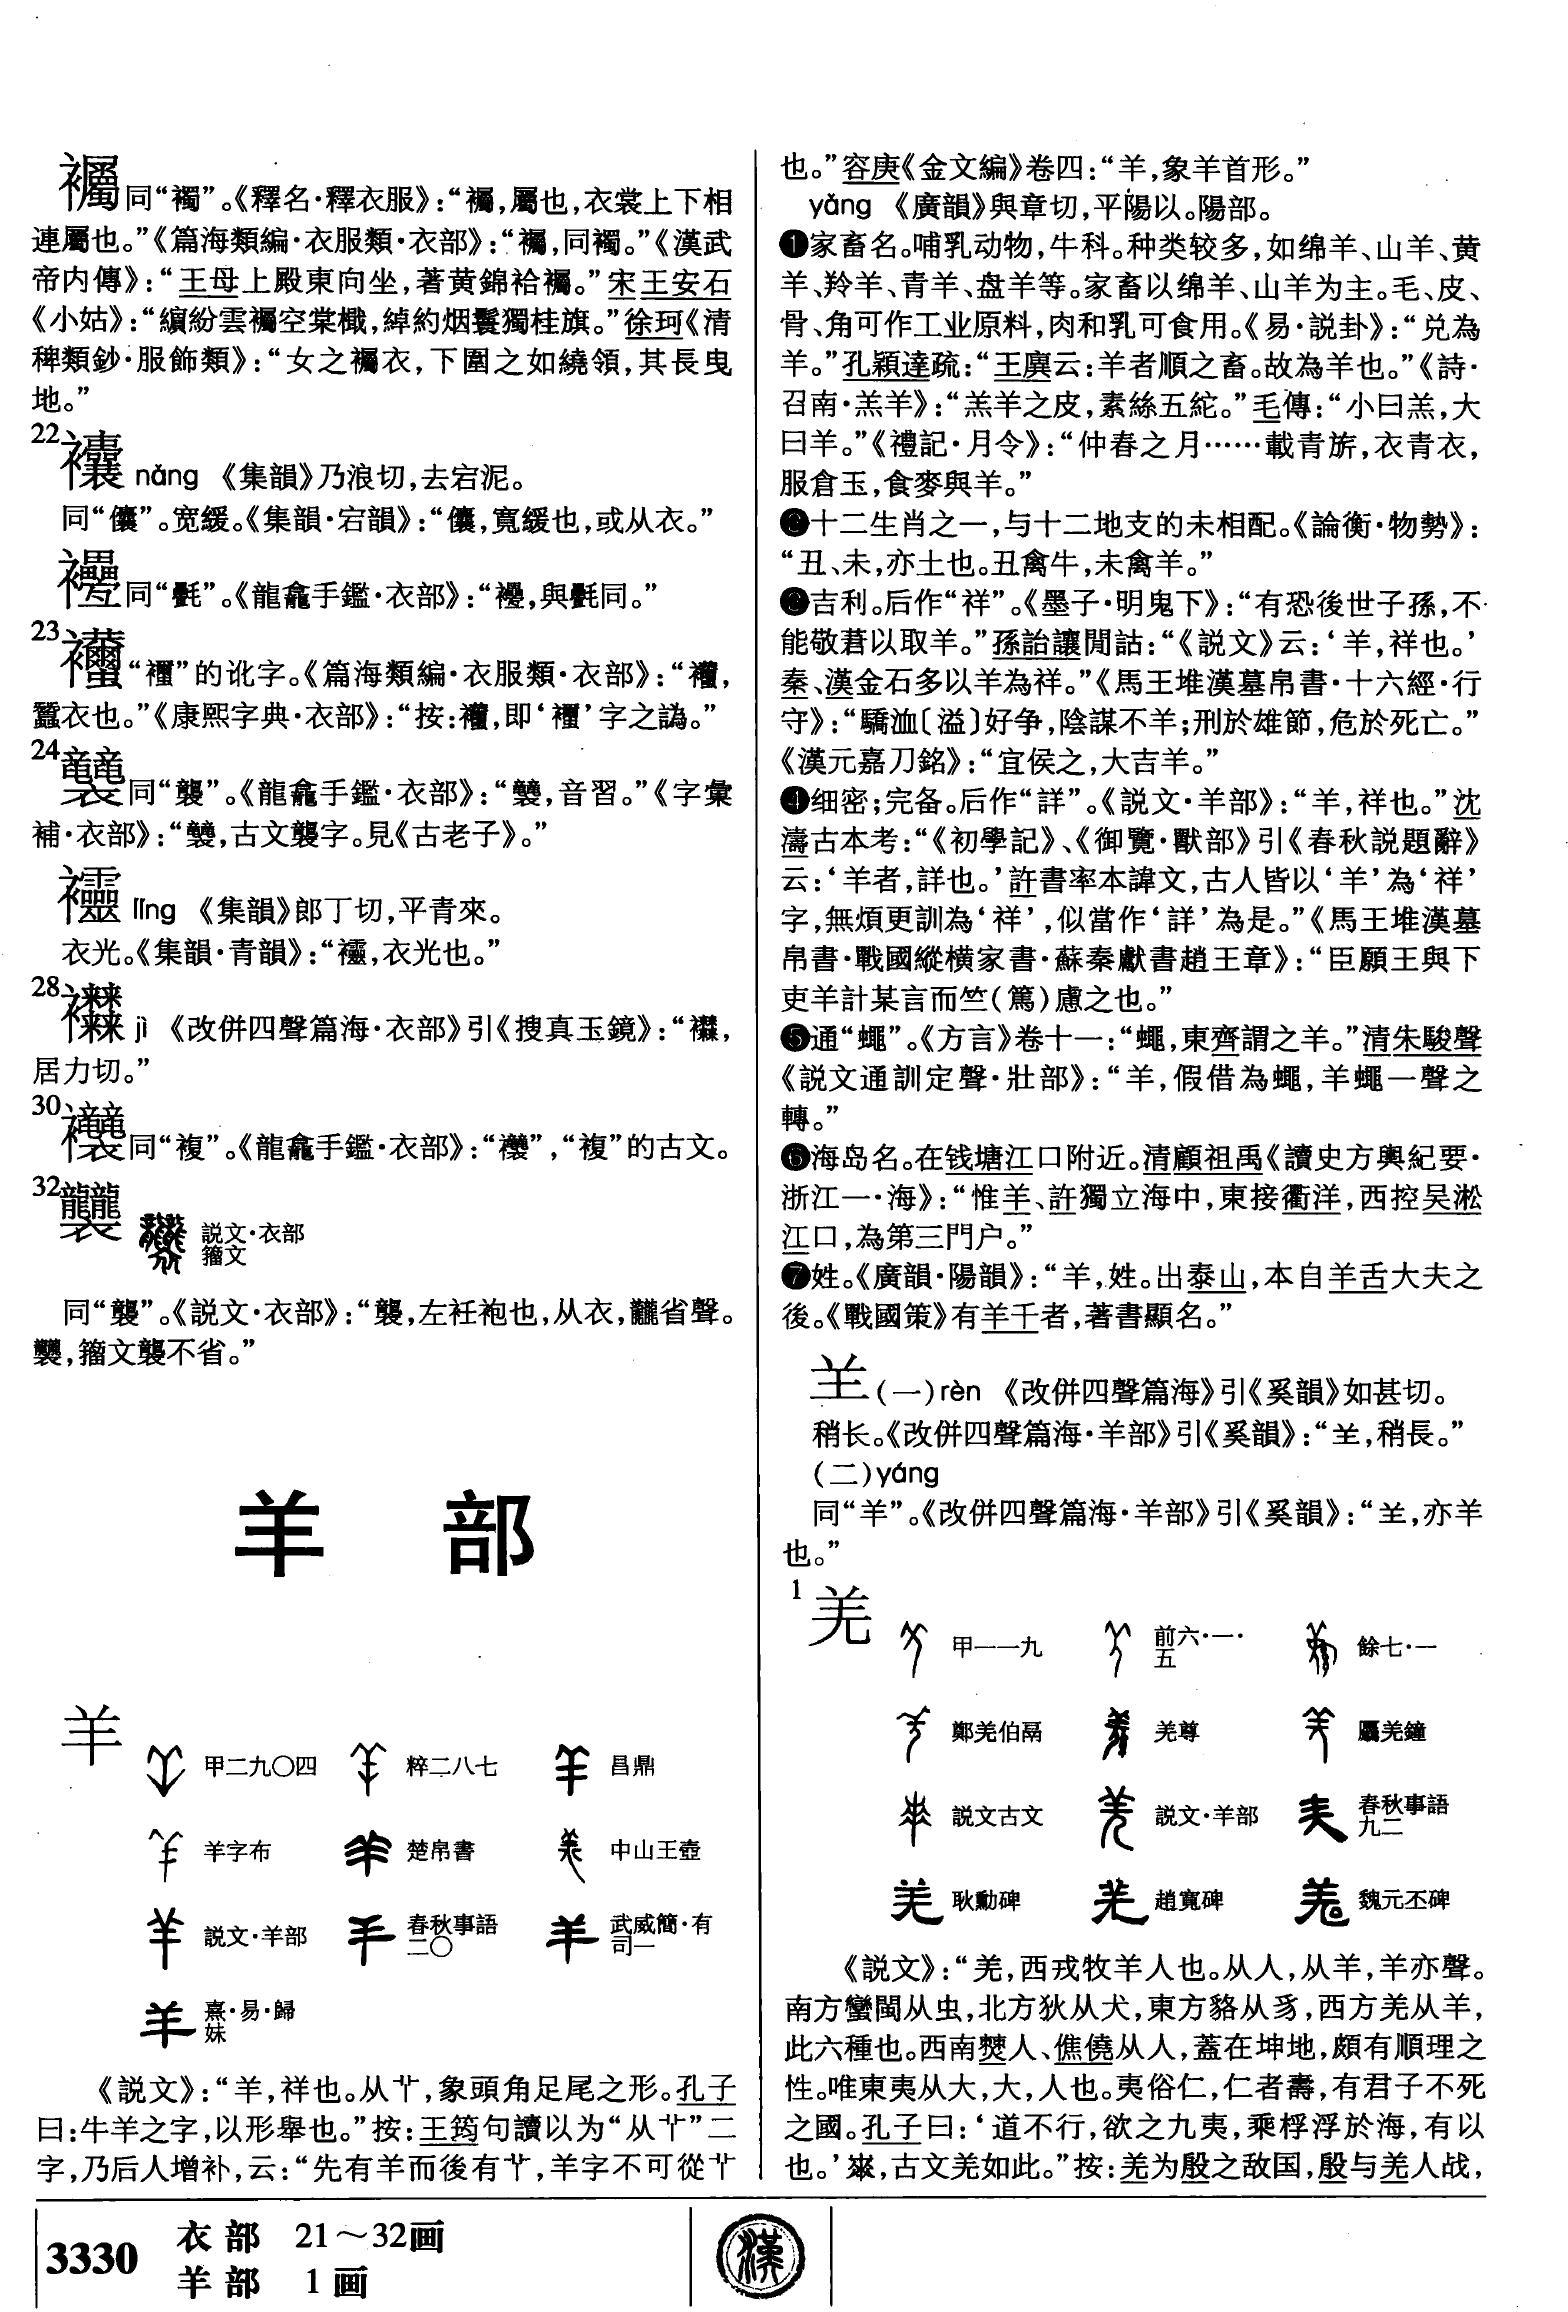 襡同“襡”。《釋名·釋衣服》：“襡，屬也，衣裳上下相
連屬也。”《篇海類編·衣服類·衣部》：“襡，同襡。”《漢武
帝内傳》：“王母上殿東向坐，著黄錦袷襡。”宋王安石
《小姑》：“繽紛雲襡空棠檝，綽約烟鬟獨桂旗。”徐珂《清
稗類鈔·服飾類》：“女之襡衣，下圍之如繞領，其長曳
地。”
22
nǎng 《集韻》乃浪切，去宕泥。
同“儾”。宽緩。《集韻·宕韻》：“儾，寬緩也，或从衣。”
同“氎”。《龍龕手鑑·衣部》：“，與氎同。”
23
“襢”的讹字。《篇海類編·衣服類·衣部》：“，
蠶衣也。”《康熙字典·衣部》：“按：，即‘’字之譌。”
24
同“襲”。《龍龕手鑑·衣部》：“，音習。”《字彙
補·衣部》：“，古文襲字。見《古老子》。”
líng 《集韻》郎丁切，平青來。
衣光。《集韻·青韻》：“，衣光也。”
28
jì 《改併四聲篇海·衣部》引《搜真玉鏡》：“，
居力切。”
30
同“複”。《龍龕手鑑·衣部》：“”，“複”的古文。
32
説文·衣部
籀文
同“襲”。《説文·衣部》：“襲，左衽袍也，从衣，龖省聲。
，籀文襲不省。”
羊 部
羊
甲二九〇四 粹二八七 昌鼎
羊字布 楚帛書 中山王壺
説文·羊部 春秋事語
二〇 武威簡·有
司一
熹·易·歸
妹
《説文》：“羊，祥也。从𦫳，象頭角足尾之形。孔子
曰：牛羊之字，以形舉也。”按：王筠句讀以为“从𦫳”二
字，乃后人增补，云：“先有羊而後有𦫳，羊字不可從𦫳
也。”容庚《金文編》卷四：“羊，象羊首形。”
yáng 《廣韻》與章切，平陽以。陽部。
❶家畜名。哺乳动物，牛科。种类较多，如绵羊、山羊、黄
羊、羚羊、青羊、盘羊等。家畜以绵羊、山羊为主。毛、皮、
骨、角可作工业原料，肉和乳可食用。《易·説卦》：“兑為
羊。”孔穎達疏：“王廙云：羊者順之畜。故為羊也。”《詩·
召南·羔羊》：“羔羊之皮，素絲五紽。”毛傳：“小曰羔，大
曰羊。”《禮記·月令》：“仲春之月……載青旂，衣青衣，
服倉玉，食麥與羊。”
❷十二生肖之一，与十二地支的未相配。《論衡·物勢》：
“丑、未，亦土也。丑禽牛，未禽羊。”
❸吉利。后作“祥”。《墨子·明鬼下》：“有恐後世子孫，不
能敬莙以取羊。”孫詒讓閒詁：“《説文》云：‘羊，祥也。’
秦、漢金石多以羊為祥。”《馬王堆漢墓帛書·十六經·行
守》：“驕洫〔溢〕好争，陰謀不羊；刑於雄節，危於死亡。”
《漢元嘉刀銘》：“宜侯之，大吉羊。”
❹细密；完备。后作“詳”。《説文·羊部》：“羊，祥也。”沈
濤古本考：“《初學記》、《御覽·獸部》引《春秋説題辭》
云：‘羊者，詳也。’許書率本諱文，古人皆以‘羊’為‘祥’
字，無煩更訓為‘祥’，似當作‘詳’為是。”《馬王堆漢墓
帛書·戰國縱横家書·蘇秦獻書趙王章》：“臣願王與下
吏羊計某言而竺（篤）慮之也。”
❺通“蠅”。《方言》卷十一：“蠅，東齊謂之羊。”清朱駿聲
《説文通訓定聲·壯部》：“羊，假借為蠅，羊蠅一聲之
轉。”
❻海岛名。在钱塘江口附近。清顧祖禹《讀史方輿紀要·
浙江一·海》：“惟羊、許獨立海中，東接衢洋，西控吴淞
江口，為第三門户。”
❼姓。《廣韻·陽韻》：“羊，姓。出泰山，本自羊舌大夫之
後。《戰國策》有羊千者，著書顯名。”
（一）rèn 《改併四聲篇海》引《奚韻》如甚切。
稍长。《改併四聲篇海·羊部》引《奚韻》：“，稍長。”
（二）yáng
同“羊”。《改併四聲篇海·羊部》引《奚韻》：“，亦羊
也。”
1
羌
甲一一九 前六·一·
五 餘七·一
鄭羌伯鬲 羌尊 羌鐘
説文古文 説文·羊部 春秋事語
九二
耿勳碑 趙寬碑 魏元丕碑
《説文》：“羌，西戎牧羊人也。从人，从羊，羊亦聲。
南方蠻閩从虫，北方狄从犬，東方貉从豸，西方羌从羊，
此六種也。西南僰人、僬僥从人，蓋在坤地，頗有順理之
性。唯東夷从大，大，人也。夷俗仁，仁者壽，有君子不死
之國。孔子曰：‘道不行，欲之九夷，乘桴浮於海，有以
也。’，古文羌如此。”按：羌为殷之敌国，殷与羌人战，
3330
衣部 21～32画
羊部 1画
漢